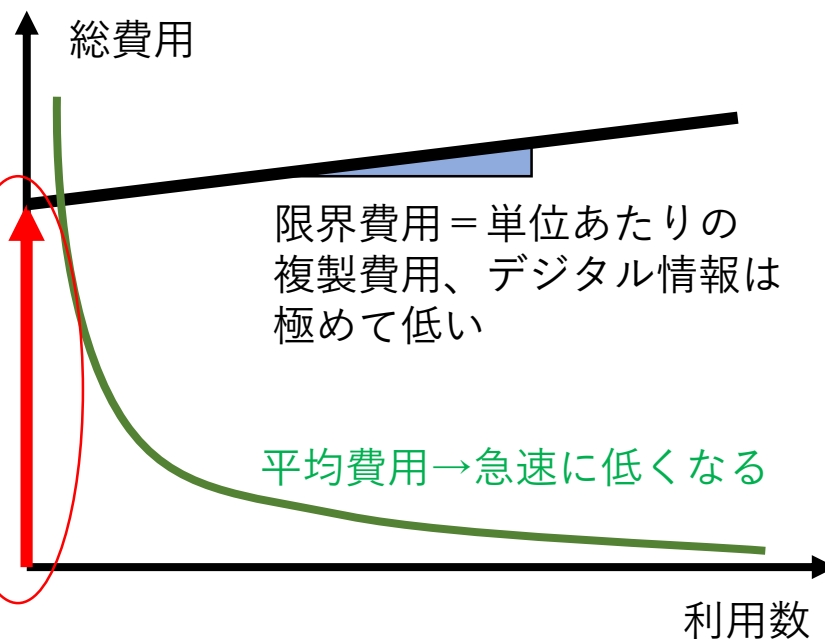 総費用
限界費用＝単位あたりの
複製費用、デジタル情報は
極めて低い
平均費用→急速に低くなる
利用数